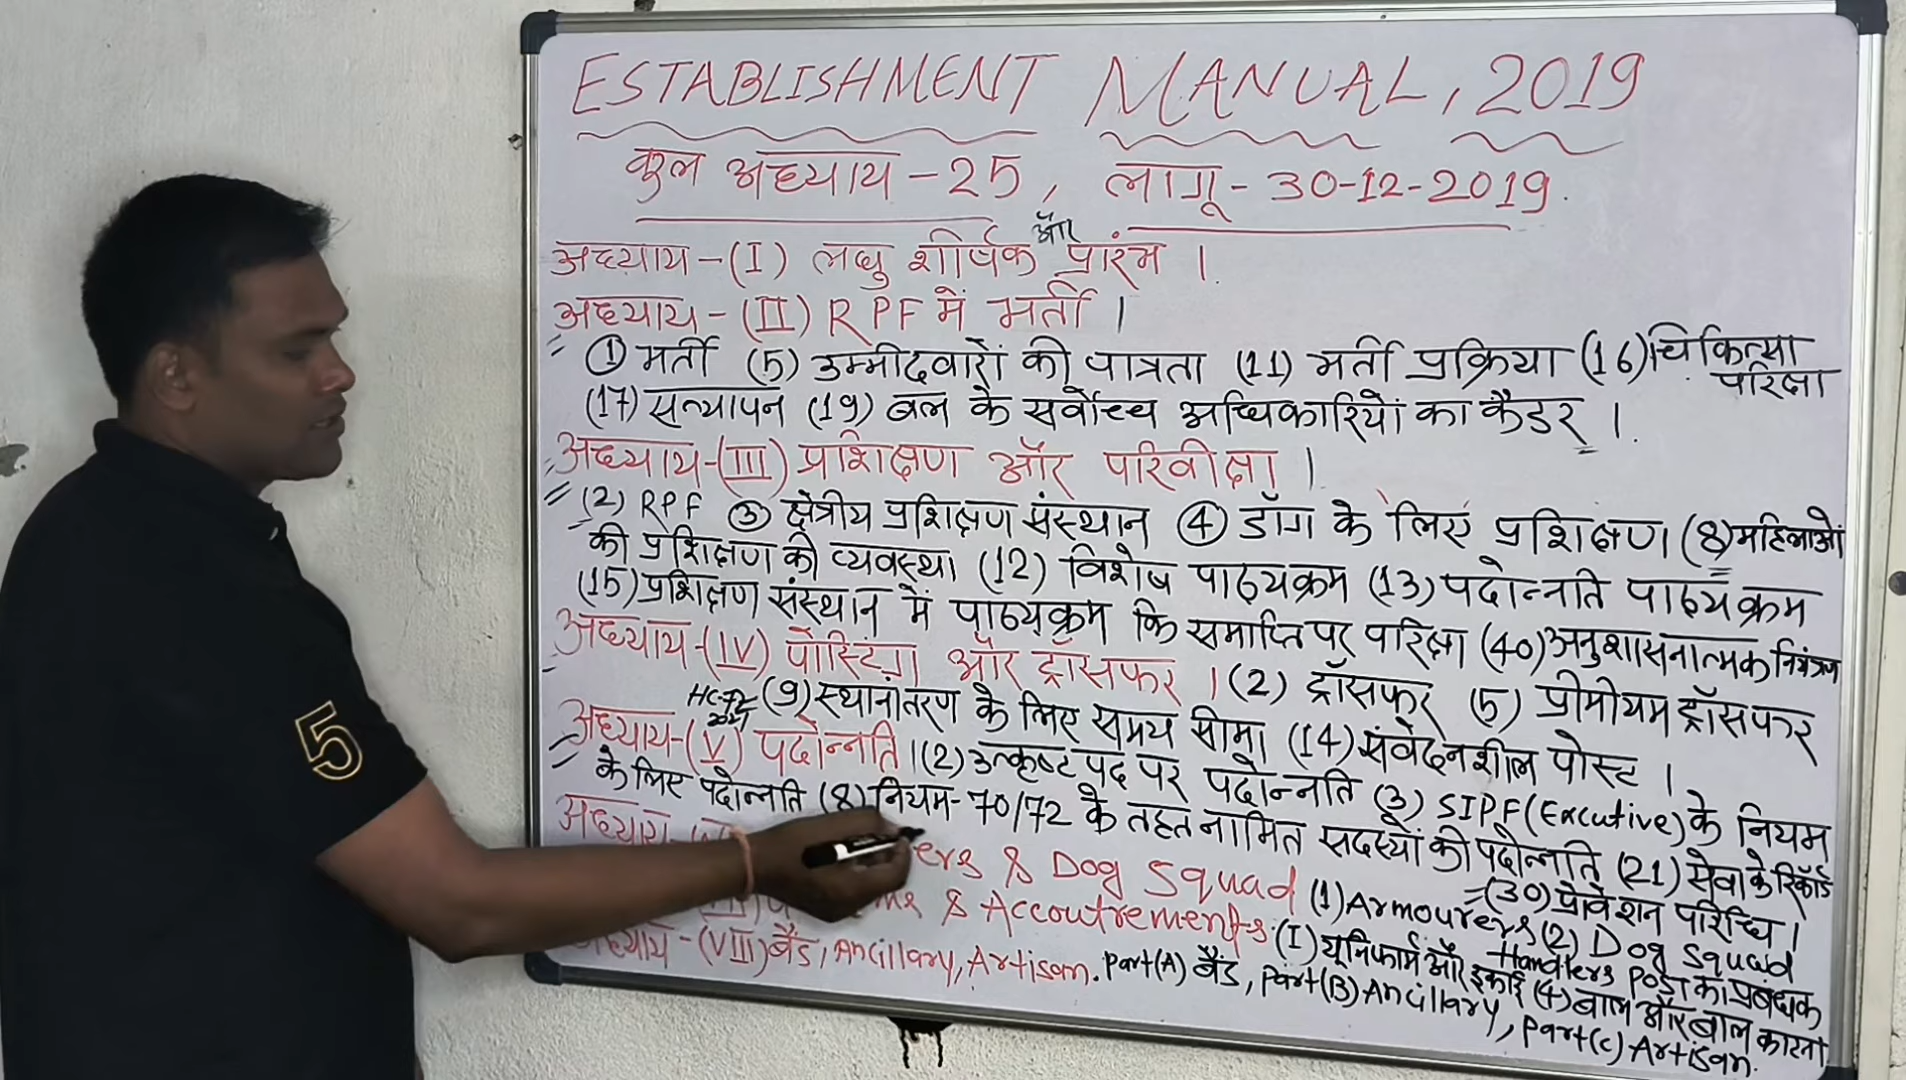 ESTABLISHMENT MANUAL, 2019
कुल अध्याय - 25, लागू - 30-12-2019.
अध्याय - (I) लघु शीर्षक और प्रारंभ ।
अध्याय - (II) RPF में भर्ती ।
① भर्ती (5) उम्मीदवारों की पात्रता (11) भर्ती प्रक्रिया (16) चिकित्सा परिक्षा
(17) सत्यापन (19) बल के सर्वोच्च अधिकारियों का कैडर ।
अध्याय-(III) प्रशिक्षण और परिवीक्षा ।
(2) RPF ③ क्षेत्रीय प्रशिक्षण संस्थान ④ डॉग के लिए प्रशिक्षण (8) महिलाओं
की प्रशिक्षण की व्यवस्था (12) विशेष पाठ्यक्रम (13) पदोन्नति पाठ्यक्रम
(15) प्रशिक्षण संस्थान में पाठ्यक्रम कि समाप्ति पर परिक्षा (40) अनुशासनात्मक नियंत्रण
अध्याय-(IV) पोस्टिंग और ट्रॉसफर । (2) ट्रॉसफर (5) प्रीमीयम ट्रॉसफर
(9) स्थानांतरण के लिए समय सीमा (14) संवेदनशील पोस्ट ।
अध्याय-(V) पदोन्नति । (2) उत्कृष्ट पद पर पदोन्नति (3) SIPF (Excutive) के नियम
के लिए पदोन्नति (8) नियम-70/72 के तहत नामित सदस्यों की पदोन्नति (21) सेवा के रिकॉर्ड
(30) प्रोवेशन परिधि ।
अध्याय & Dog Squad (1) Armourers (2) Dog Squad
Handlers Post का प्रबंधक
& Accoutrements. (I) यूनिफार्म और इकाई (4) बाल और बाल काटना
अध्याय - (VIII) बैंड, Ancillary, Artisan. Part(A) बैंड, Part(B) Ancillary, Part(C) Artisan.
5